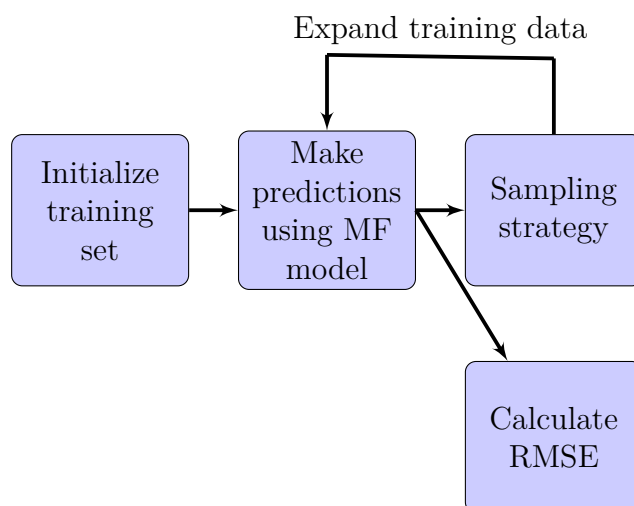 Expand training data
Initialize
training
set
Make
predictions
using MF
model
Sampling
strategy
Calculate
RMSE